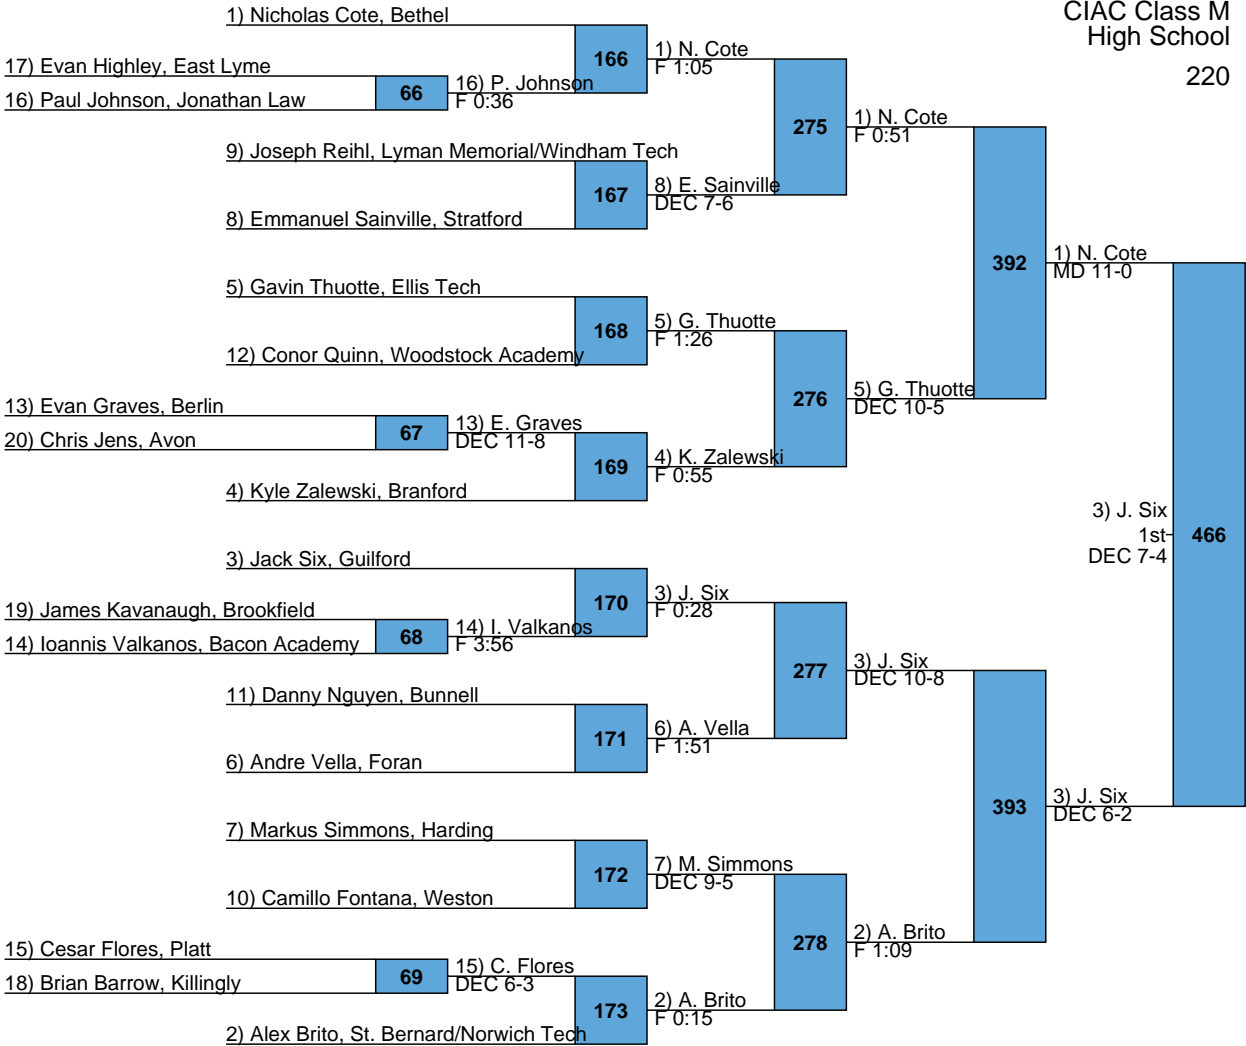 CIAC Class M
High School
220
1) Nicholas Cote, Bethel
166
1) N. Cote
F 1:05
17) Evan Highley, East Lyme
66
16) P. Johnson
F 0:36
16) Paul Johnson, Jonathan Law
275
1) N. Cote
F 0:51
9) Joseph Reihl, Lyman Memorial/Windham Tech
167
8) E. Sainville
DEC 7-6
8) Emmanuel Sainville, Stratford
392
1) N. Cote
MD 11-0
5) Gavin Thuotte, Ellis Tech
168
5) G. Thuotte
F 1:26
12) Conor Quinn, Woodstock Academy
276
5) G. Thuotte
DEC 10-5
13) Evan Graves, Berlin
67
13) E. Graves
DEC 11-8
20) Chris Jens, Avon
169
4) K. Zalewski
F 0:55
4) Kyle Zalewski, Branford
3) J. Six
1st
DEC 7-4
466
3) Jack Six, Guilford
170
3) J. Six
F 0:28
19) James Kavanaugh, Brookfield
68
14) I. Valkanos
F 3:56
14) Ioannis Valkanos, Bacon Academy
277
3) J. Six
DEC 10-8
11) Danny Nguyen, Bunnell
171
6) A. Vella
F 1:51
6) Andre Vella, Foran
393
3) J. Six
DEC 6-2
7) Markus Simmons, Harding
172
7) M. Simmons
DEC 9-5
10) Camillo Fontana, Weston
278
2) A. Brito
F 1:09
15) Cesar Flores, Platt
69
15) C. Flores
DEC 6-3
18) Brian Barrow, Killingly
173
2) A. Brito
F 0:15
2) Alex Brito, St. Bernard/Norwich Tech